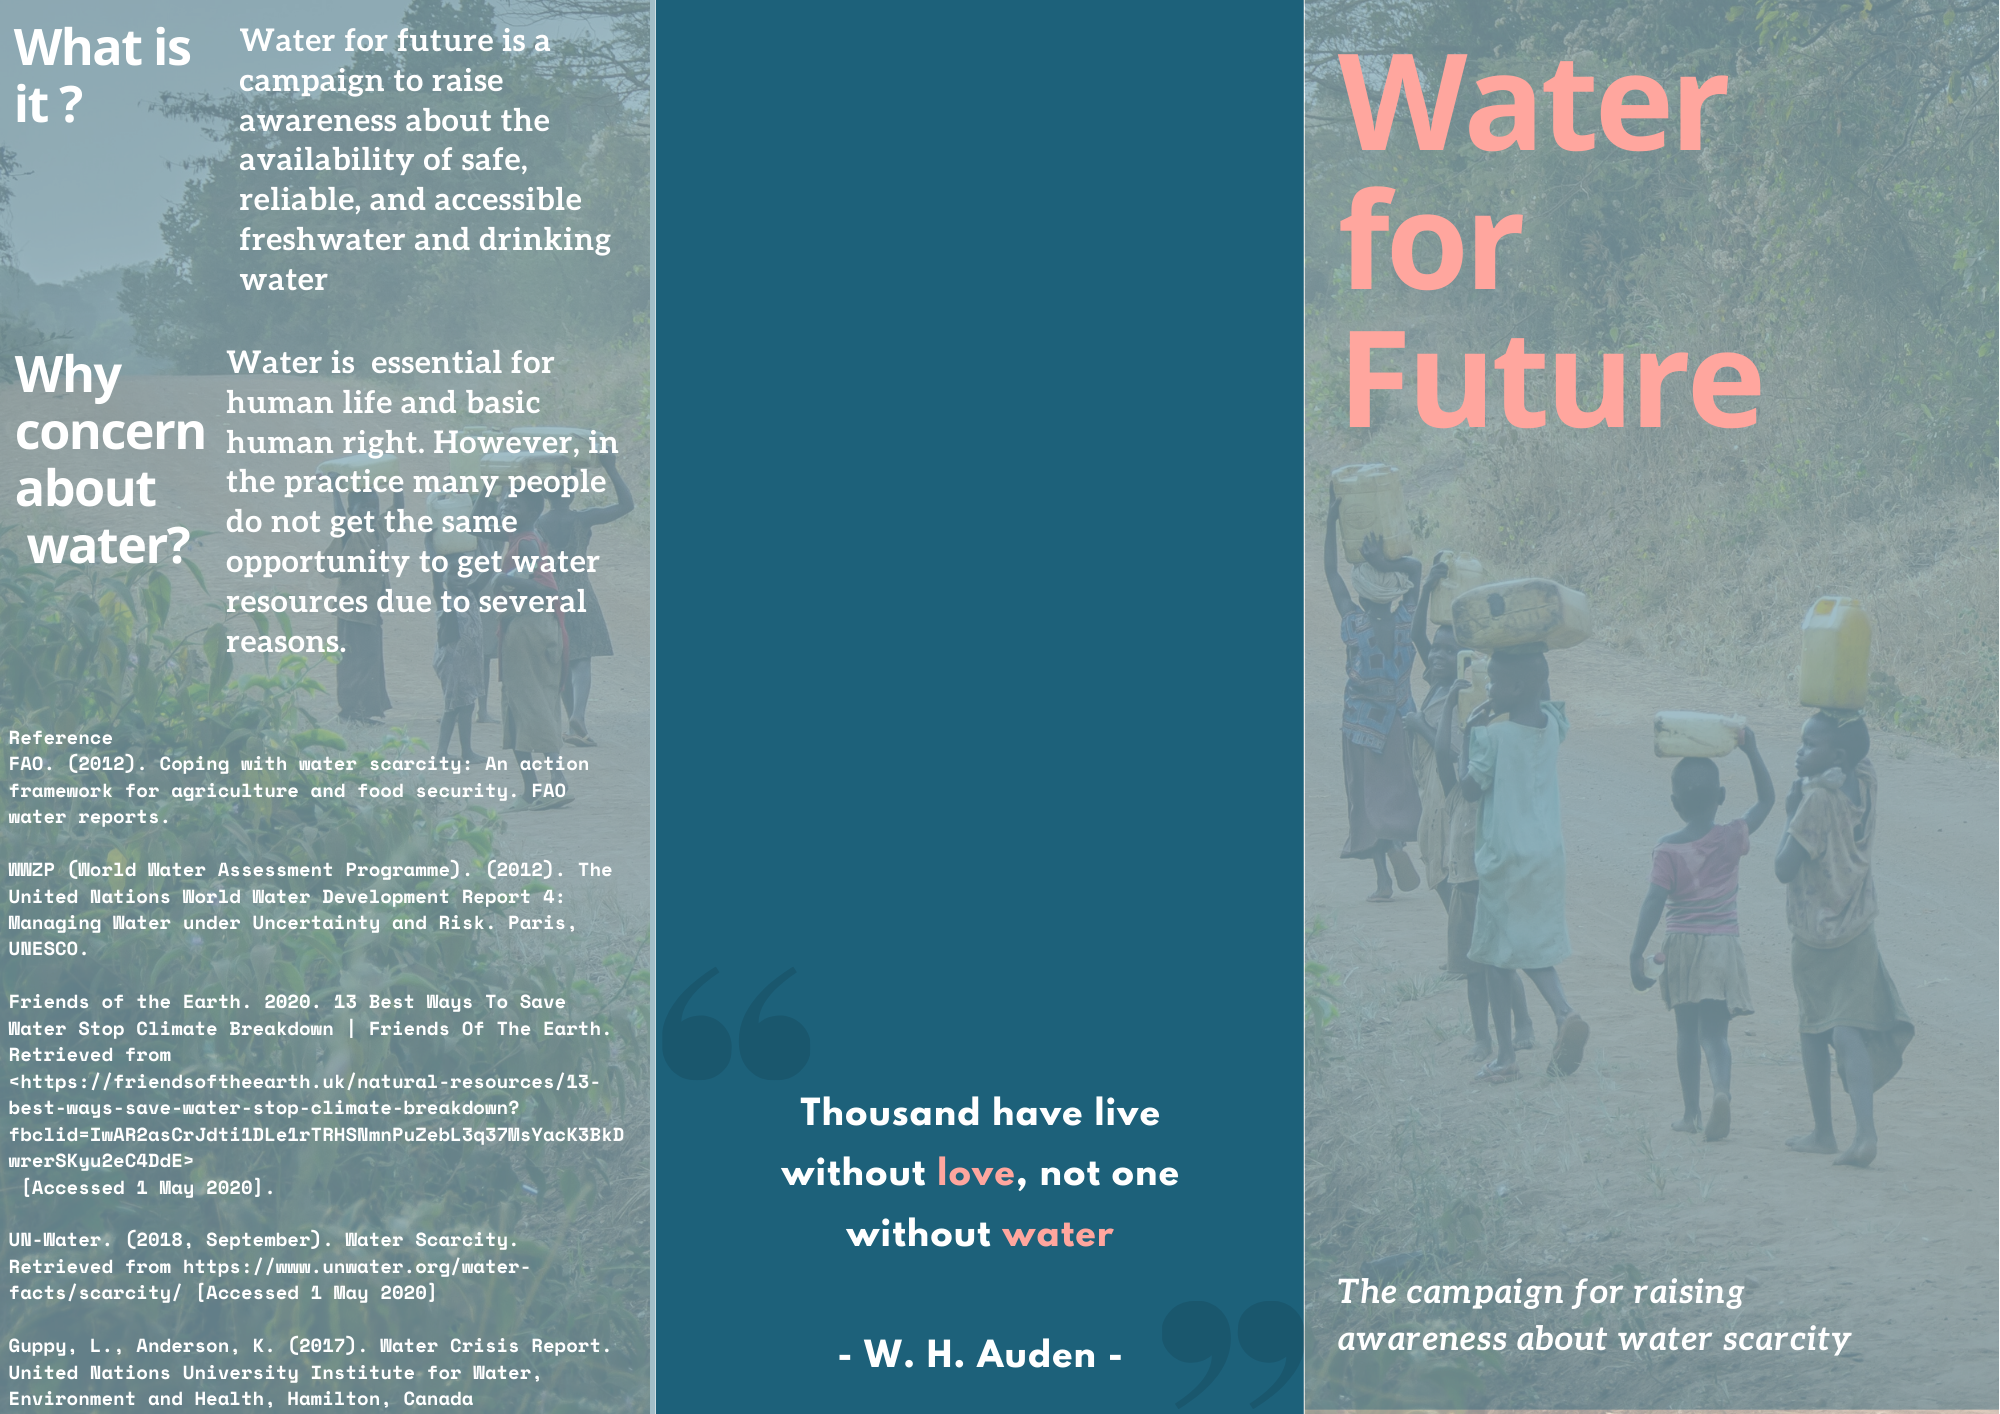 What is
it ?
Water for future is a
campaign to raise
awareness about the
availability of safe,
reliable, and accessible
freshwater and drinking
water
Why
concern
about
water?
Water is  essential for
human life and basic
human right. However, in
the practice many people
do not get the same
opportunity to get water
resources due to several
reasons.
Reference
FAO. (2012). Coping with water scarcity: An action
framework for agriculture and food security. FAO
water reports.
WWZP (World Water Assessment Programme). (2012). The
United Nations World Water Development Report 4:
Managing Water under Uncertainty and Risk. Paris,
UNESCO.
Friends of the Earth. 2020. 13 Best Ways To Save
Water Stop Climate Breakdown | Friends Of The Earth.
Retrieved from
<https://friendsoftheearth.uk/natural-resources/13-
best-ways-save-water-stop-climate-breakdown?
fbclid=IwAR2asCrJdti1DLe1rTRHSNmnPuZebL3q37MsYacK3BkD
wrerSKyu2eC4DdE>
[Accessed 1 May 2020].
UN-Water. (2018, September). Water Scarcity.
Retrieved from https://www.unwater.org/water-
facts/scarcity/ [Accessed 1 May 2020]
Guppy, L., Anderson, K. (2017). Water Crisis Report.
United Nations University Institute for Water,
Environment and Health, Hamilton, Canada
“
Thousand have live
without love, not one
without water
- W. H. Auden -
”
Water
for
Future
The campaign for raising
awareness about water scarcity